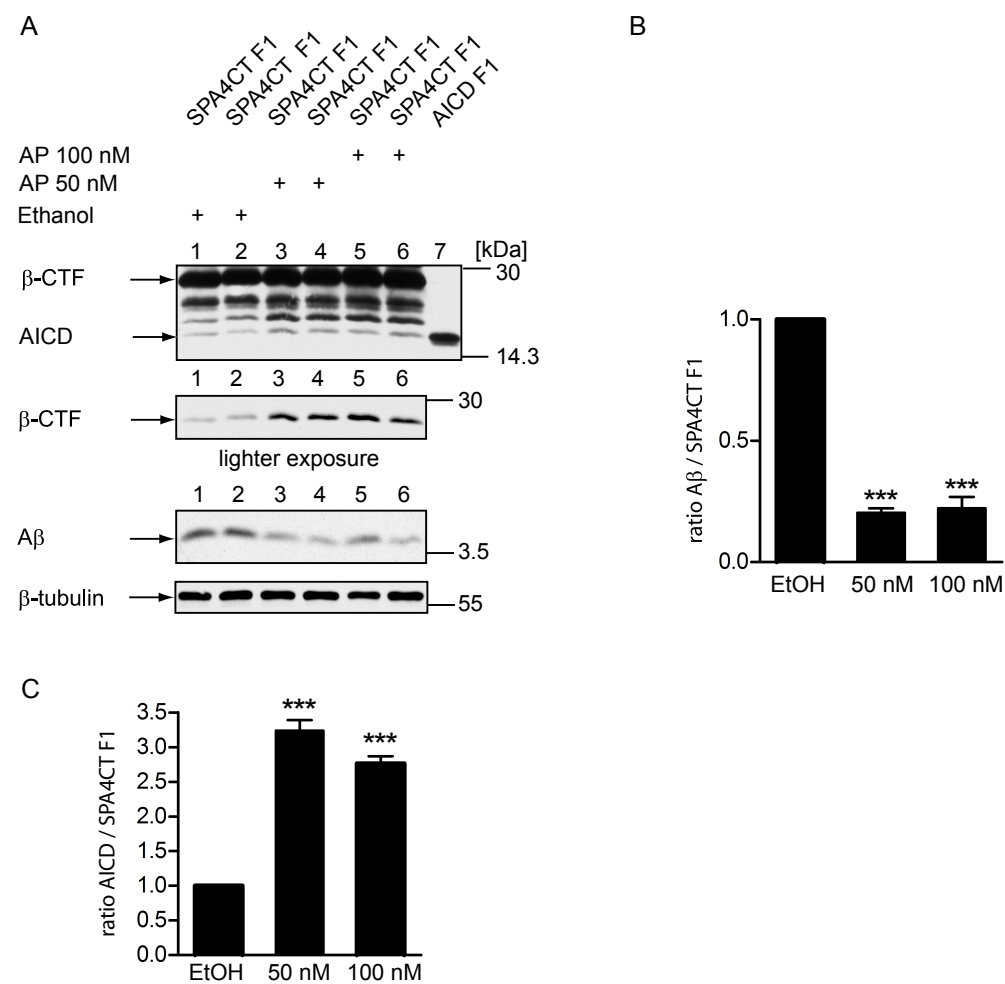 A
SPA4CT F1
SPA4CT F1
SPA4CT F1
SPA4CT F1
SPA4CT F1
SPA4CT F1
AICD F1
AP 100 nM + +
AP 50 nM + +
Ethanol + +
1 2 3 4 5 6 7 [kDa]
β-CTF 30
AICD
14.3
1 2 3 4 5 6
β-CTF 30
lighter exposure
1 2 3 4 5 6
Aβ
3.5
β-tubulin 55
B
ratio Aβ / SPA4CT F1
1.0
0.5
0.0
*** ***
EtOH 50 nM 100 nM
C
ratio AICD / SPA4CT F1
3.5
3.0
2.5
2.0
1.5
1.0
0.5
0.0
*** ***
EtOH 50 nM 100 nM